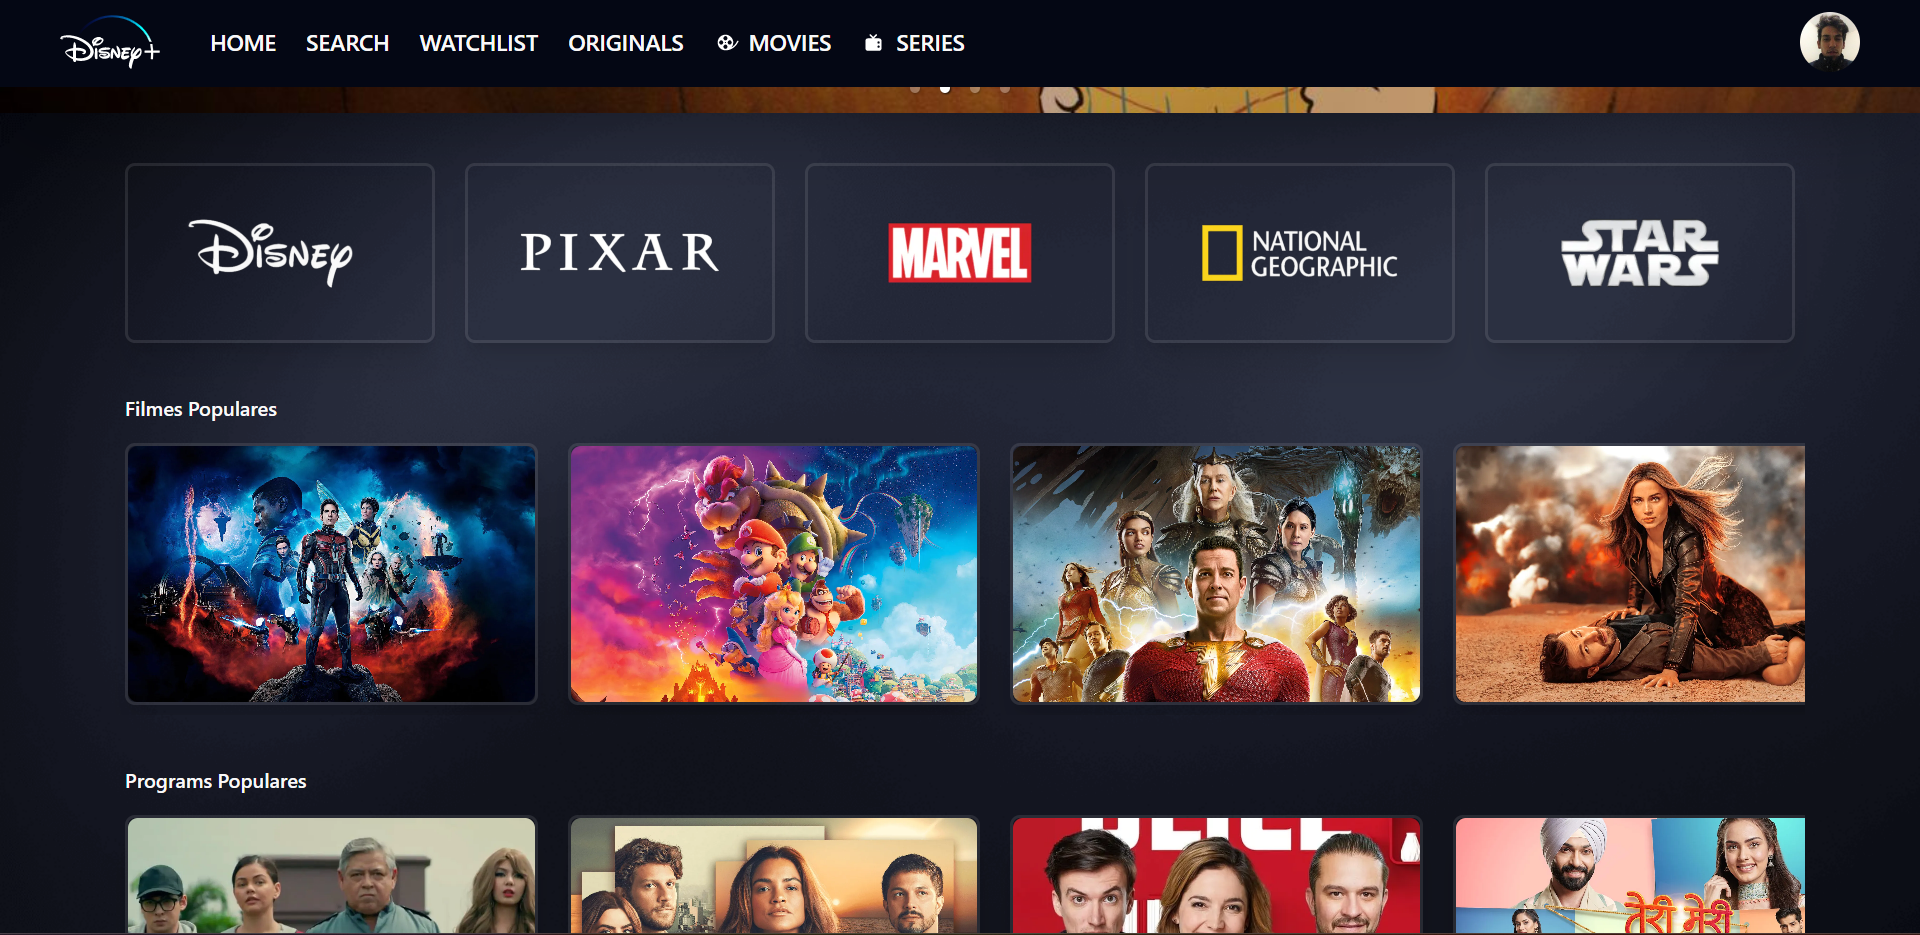 Disney+
HOME
SEARCH
WATCHLIST
ORIGINALS
MOVIES
SERIES
Disney
PIXAR
MARVEL
NATIONAL
GEOGRAPHIC
STAR
WARS
Filmes Populares
Programs Populares
तेरी मेरी